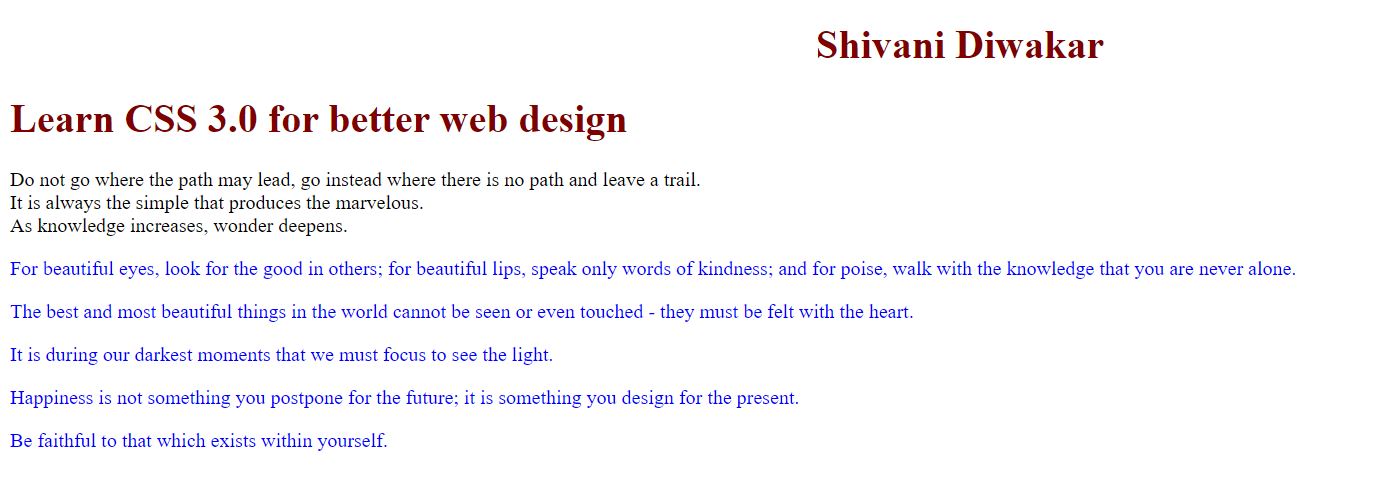 Shivani Diwakar
Learn CSS 3.0 for better web design
Do not go where the path may lead, go instead where there is no path and leave a trail.
It is always the simple that produces the marvelous.
As knowledge increases, wonder deepens.
For beautiful eyes, look for the good in others; for beautiful lips, speak only words of kindness; and for poise, walk with the knowledge that you are never alone.
The best and most beautiful things in the world cannot be seen or even touched - they must be felt with the heart.
It is during our darkest moments that we must focus to see the light.
Happiness is not something you postpone for the future; it is something you design for the present.
Be faithful to that which exists within yourself.